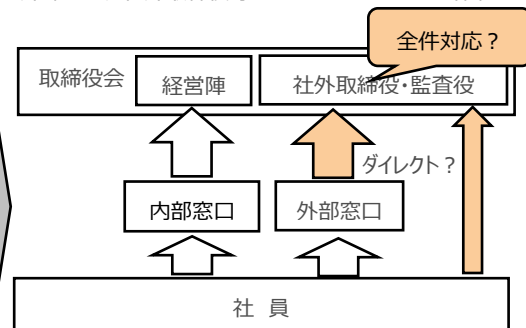 全件対応？
取締役会
経営陣
社外取締役・監査役
ダイレクト？
内部窓口
外部窓口
社 員